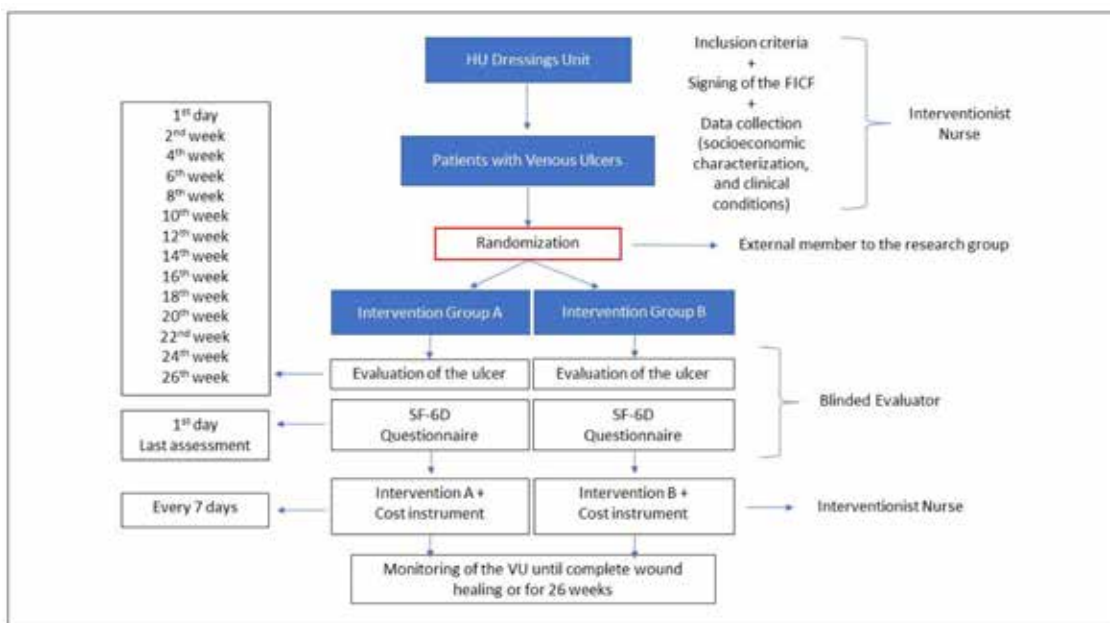 HU Dressings Unit
Inclusion criteria
+
Signing of the FICF
+
Data collection
(socioeconomic
characterization,
and clinical
conditions)
Interventionist
Nurse
Patients with Venous Ulcers
Randomization
External member to the research group
Intervention Group A
Intervention Group B
1st day
2nd week
4th week
6th week
8th week
10th week
12th week
14th week
16th week
18th week
20th week
22nd week
24th week
26th week
Evaluation of the ulcer
Evaluation of the ulcer
Blinded Evaluator
1st day
Last assessment
SF-6D
Questionnaire
SF-6D
Questionnaire
Every 7 days
Intervention A +
Cost instrument
Intervention B +
Cost instrument
Interventionist Nurse
Monitoring of the VU until complete wound
healing or for 26 weeks